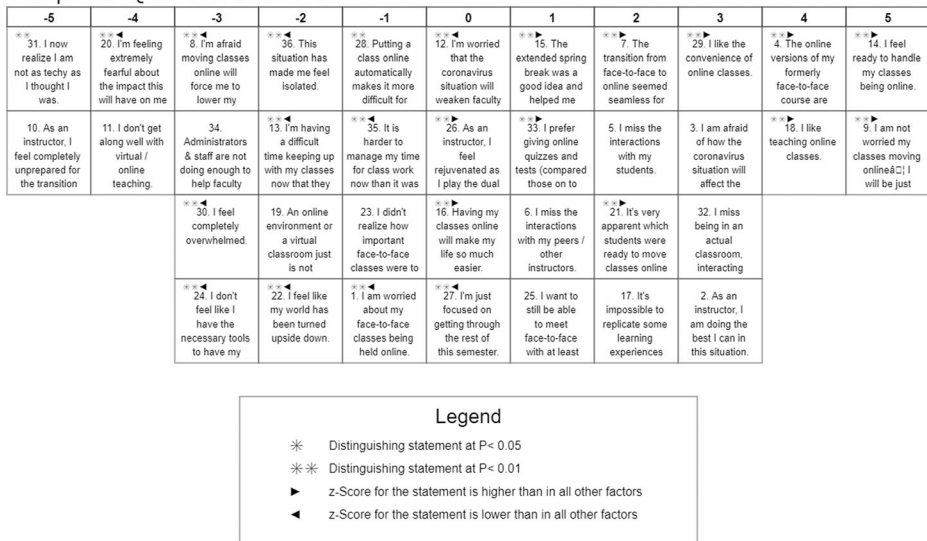 -5 -4 -3 -2 -1 0 1 2 3 4 5
✳✳
31. I now
realize I am
not as techy as
I thought I
was.
✳✳◄
20. I'm feeling
extremely
fearful about
the impact this
will have on me
✳✳◄
8. I'm afraid
moving classes
online will
force me to
lower my
✳✳◄
36. This
situation has
made me feel
isolated.
✳✳
28. Putting a
class online
automatically
makes it more
difficult for
✳✳◄
12. I'm worried
that the
coronavirus
situation will
weaken faculty
✳✳►
15. The
extended spring
break was a
good idea and
helped me
✳✳►
7. The
transition from
face-to-face to
online seemed
seamless for
✳✳►
29. I like the
convenience of
online classes.
✳✳►
4. The online
versions of my
formerly
face-to-face
course are
✳✳►
14. I feel
ready to handle
my classes
being online.
10. As an
instructor, I
feel completely
unprepared for
the transition
11. I don't get
along well with
virtual /
online
teaching.
34.
Administrators
& staff are not
doing enough to
help faculty
✳✳◄
13. I'm having
a difficult
time keeping up
with my classes
now that they
✳✳◄
35. It is
harder to
manage my time
for class work
now than it was
✳✳►
26. As an
instructor, I
feel
rejuvenated as
I play the dual
✳✳►
33. I prefer
giving online
quizzes and
tests (compared
those on to
5. I miss the
interactions
with my
students.
3. I am afraid
of how the
coronavirus
situation will
affect the
✳✳►
18. I like
teaching online
classes.
✳✳►
9. I am not
worried my
classes moving
onlineâ□¦ I
will be just
✳✳◄
30. I feel
completely
overwhelmed.
19. An online
environment or
a virtual
classroom just
is not
23. I didn't
realize how
important
face-to-face
classes were to
✳✳►
16. Having my
classes online
will make my
life so much
easier.
6. I miss the
interactions
with my peers /
other
instructors.
✳✳►
21. It's very
apparent which
students were
ready to move
classes online
32. I miss
being in an
actual
classroom,
interacting
✳✳◄
24. I don't
feel like I
have the
necessary tools
to have my
✳✳◄
22. I feel like
my world has
been turned
upside down.
✳✳◄
1. I am worried
about my
face-to-face
classes being
held online.
✳✳◄
27. I'm just
focused on
getting through
the rest of
this semester.
25. I want to
still be able
to meet
face-to-face
with at least
17. It's
impossible to
replicate some
learning
experiences
2. As an
instructor, I
am doing the
best I can in
this situation.
Legend
✳ Distinguishing statement at P< 0.05
✳✳ Distinguishing statement at P< 0.01
► z-Score for the statement is higher than in all other factors
◄ z-Score for the statement is lower than in all other factors